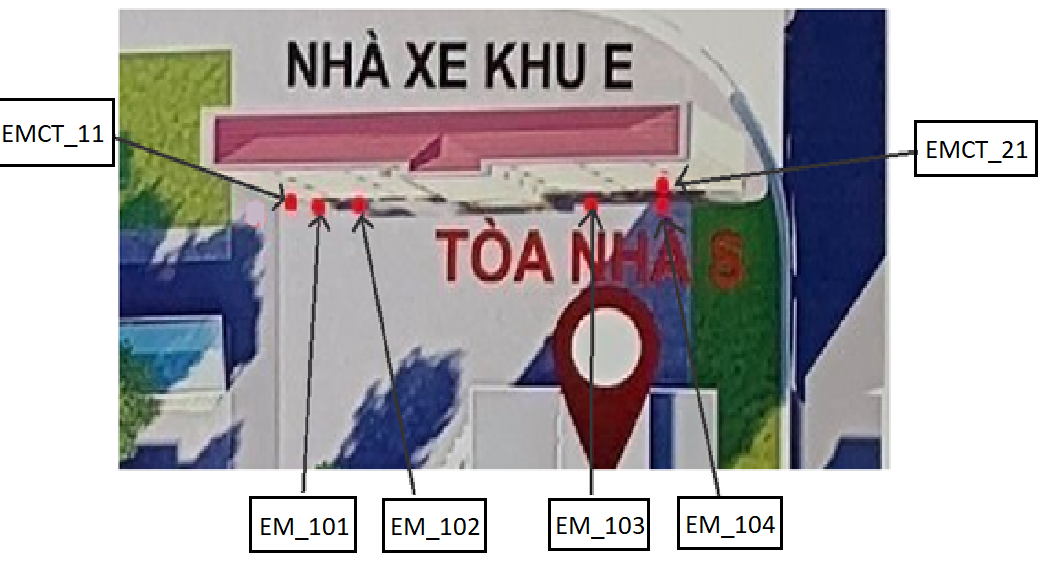 NHÀ XE KHU E
EMCT_11
EMCT_21
TÒA NHÀ S
EM_101
EM_102
EM_103
EM_104